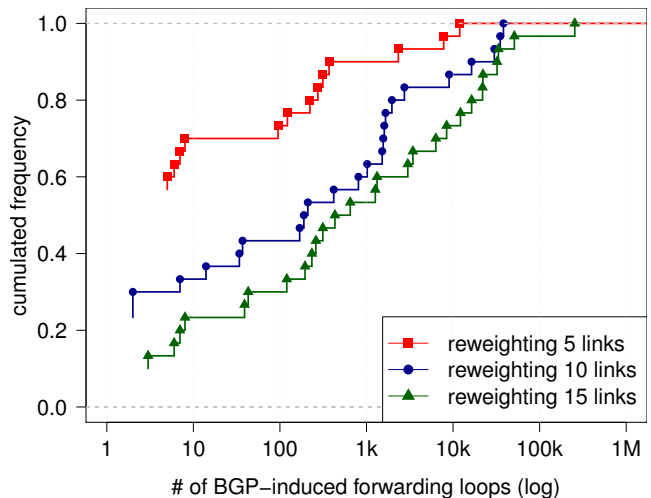 1.0
0.8
0.6
0.4
0.2
0.0
cumulated frequency
reweighting 5 links
reweighting 10 links
reweighting 15 links
1 10 100 1k 10k 100k 1M
# of BGP−induced forwarding loops (log)